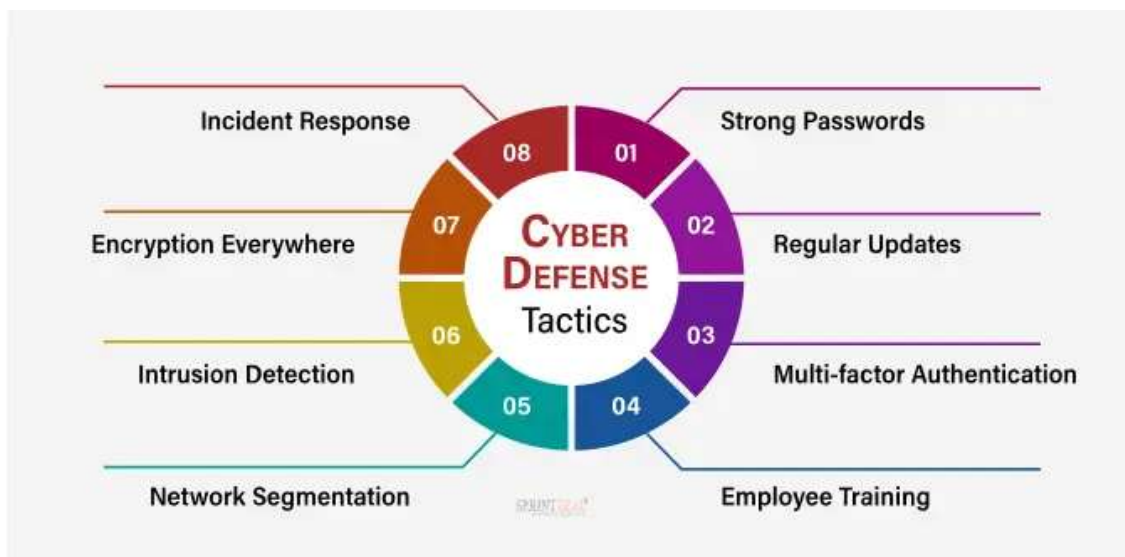 CYBER
DEFENSE
Tactics
01
Strong Passwords
02
Regular Updates
03
Multi-factor Authentication
04
Employee Training
05
Network Segmentation
06
Intrusion Detection
07
Encryption Everywhere
08
Incident Response